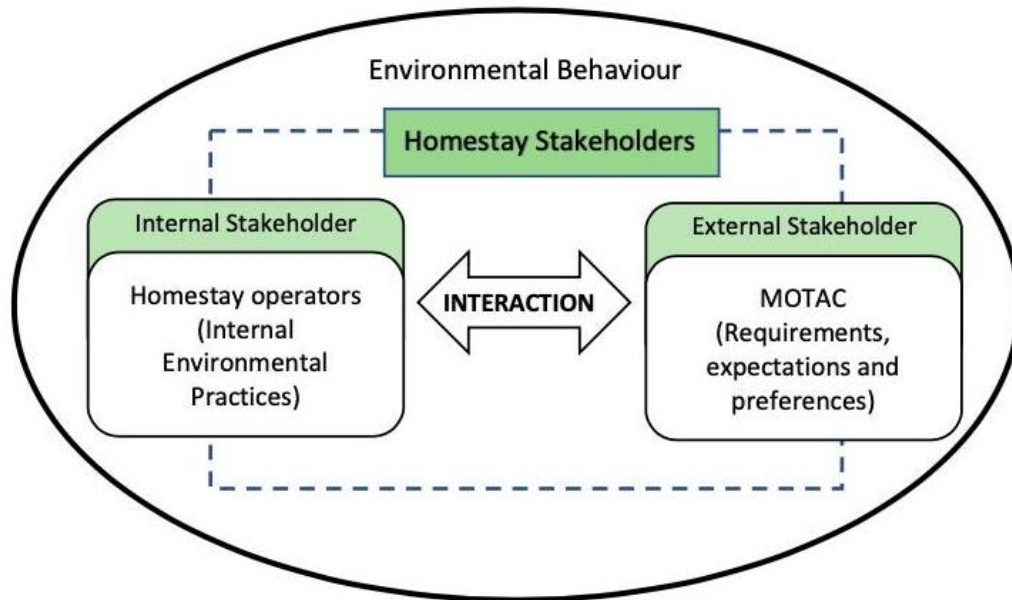 Environmental Behaviour
Homestay Stakeholders
Internal Stakeholder
Homestay operators
(Internal
Environmental
Practices)
INTERACTION
External Stakeholder
MOTAC
(Requirements,
expectations and
preferences)